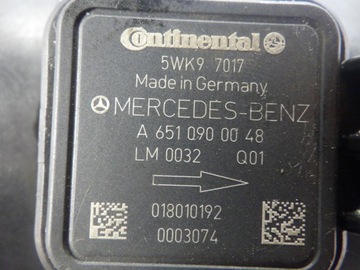 Continental
5WK9 7017
Made in Germany
MERCEDES-BENZ
A 651 090 00 48
LM 0032 Q01
018010192
0003074